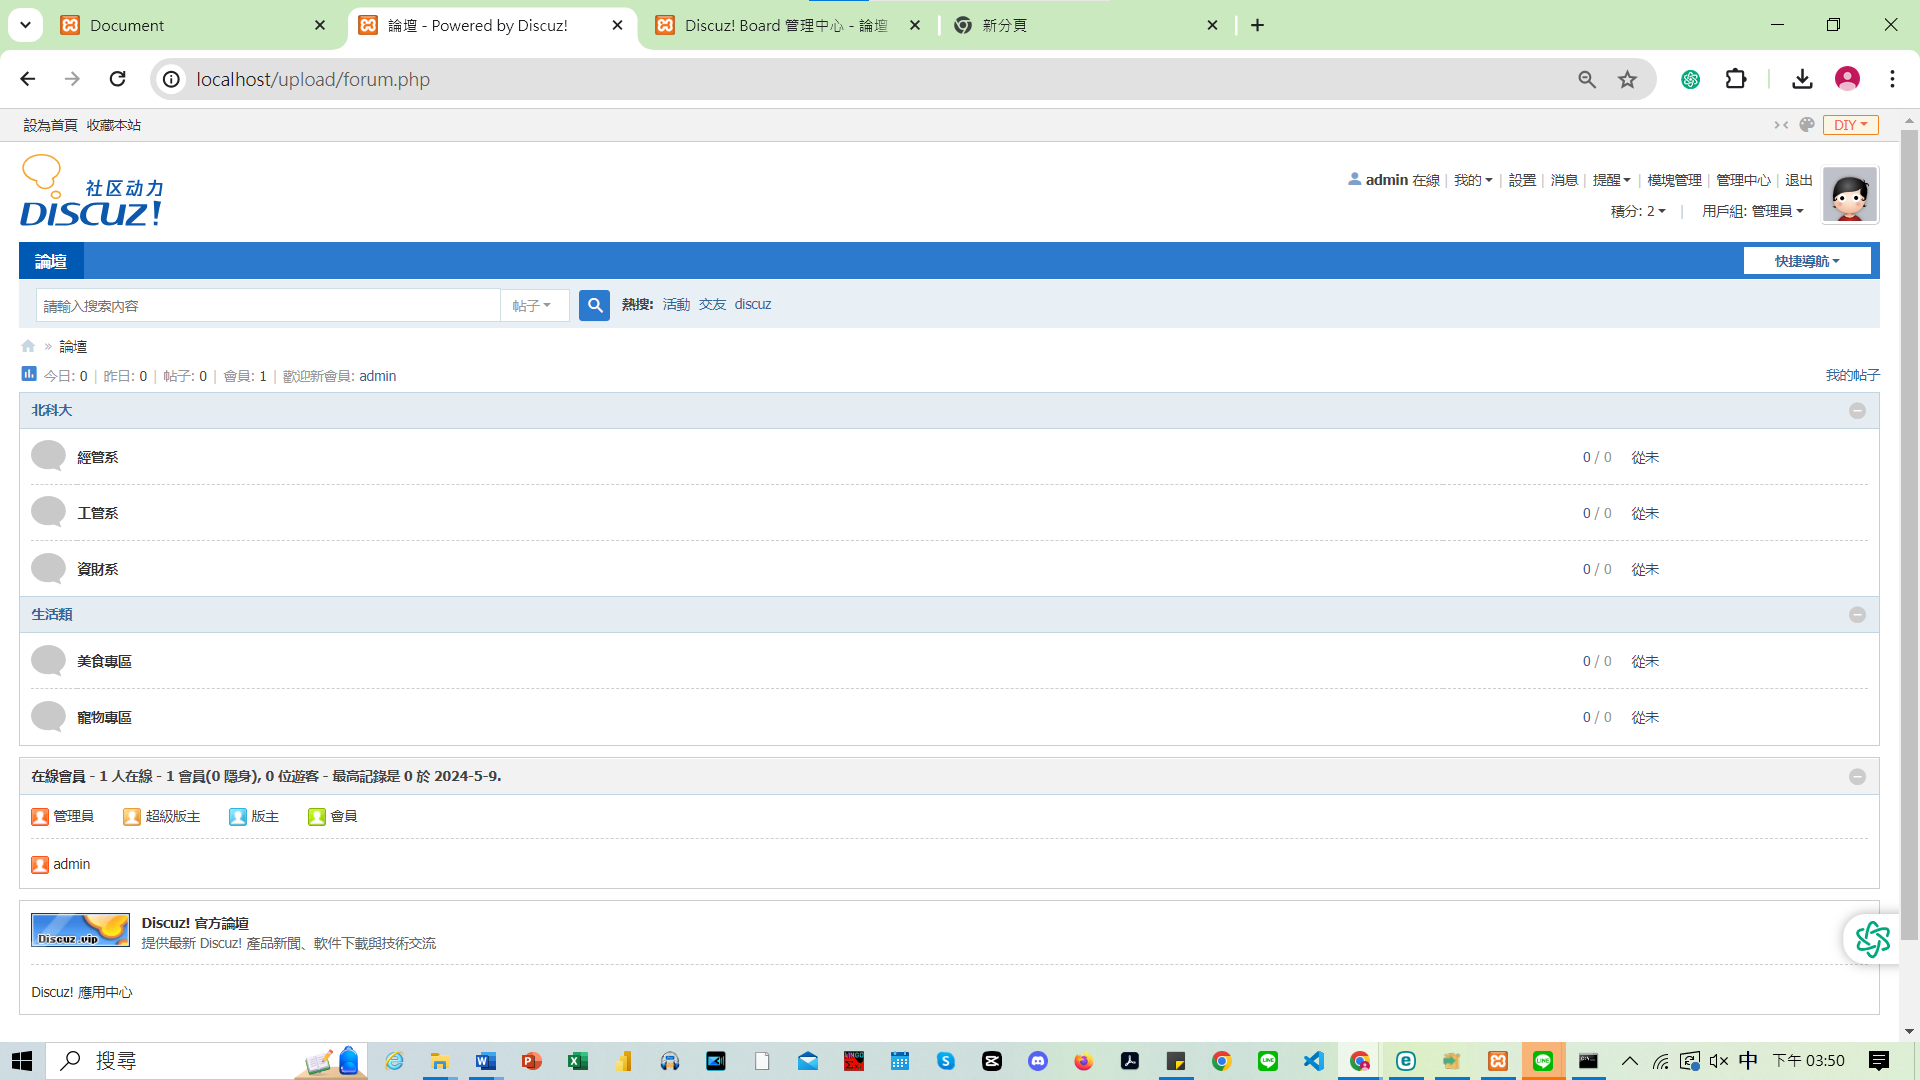 Document
論壇 - Powered by Discuz!
Discuz! Board 管理中心 - 論壇
新分頁
localhost/upload/forum.php
設為首頁 收藏本站
DIY
社区动力
DISCUZ!
admin 在線 | 我的 | 設置 | 消息 | 提醒 | 模塊管理 | 管理中心 | 退出
積分: 2 | 用戶組: 管理員
論壇
快捷導航
請輸入搜索內容
帖子
熱搜: 活動 交友 discuz
» 論壇
今日: 0 | 昨日: 0 | 帖子: 0 | 會員: 1 | 歡迎新會員: admin
我的帖子
北科大
經管系 0 / 0 從未
工管系 0 / 0 從未
資財系 0 / 0 從未
生活類
美食專區 0 / 0 從未
寵物專區 0 / 0 從未
在線會員 - 1 人在線 - 1 會員(0 隱身), 0 位遊客 - 最高記錄是 0 於 2024-5-9.
管理員 超級版主 版主 會員
admin
Discuz.vip
Discuz! 官方論壇
提供最新 Discuz! 產品新聞、軟件下載與技術交流
Discuz! 應用中心
搜尋
中
下午 03:50